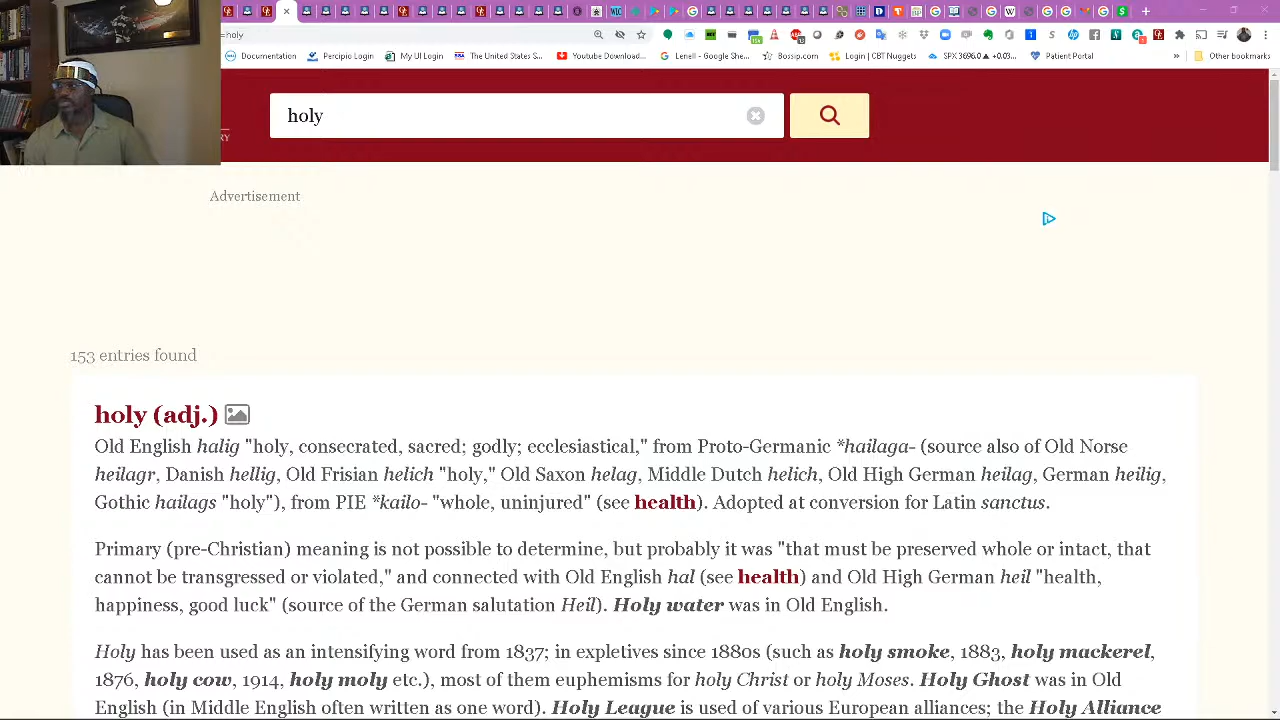 =holy
Documentation Percipio Login My UI Login The United States S... Youtube Download... Lenell - Google She... Bossip.com Login | CBT Nuggets SPX 3696.0 ▲ +0.03... Patient Portal » Other bookmarks
holy
RY
Advertisement
153 entries found
holy (adj.)
Old English halig "holy, consecrated, sacred; godly; ecclesiastical," from Proto-Germanic *hailaga- (source also of Old Norse
heilagr, Danish hellig, Old Frisian helich "holy," Old Saxon helag, Middle Dutch helich, Old High German heilag, German heilig,
Gothic hailags "holy"), from PIE *kailo- "whole, uninjured" (see health). Adopted at conversion for Latin sanctus.
Primary (pre-Christian) meaning is not possible to determine, but probably it was "that must be preserved whole or intact, that
cannot be transgressed or violated," and connected with Old English hal (see health) and Old High German heil "health,
happiness, good luck" (source of the German salutation Heil). Holy water was in Old English.
Holy has been used as an intensifying word from 1837; in expletives since 1880s (such as holy smoke, 1883, holy mackerel,
1876, holy cow, 1914, holy moly etc.), most of them euphemisms for holy Christ or holy Moses. Holy Ghost was in Old
English (in Middle English often written as one word). Holy League is used of various European alliances; the Holy Alliance